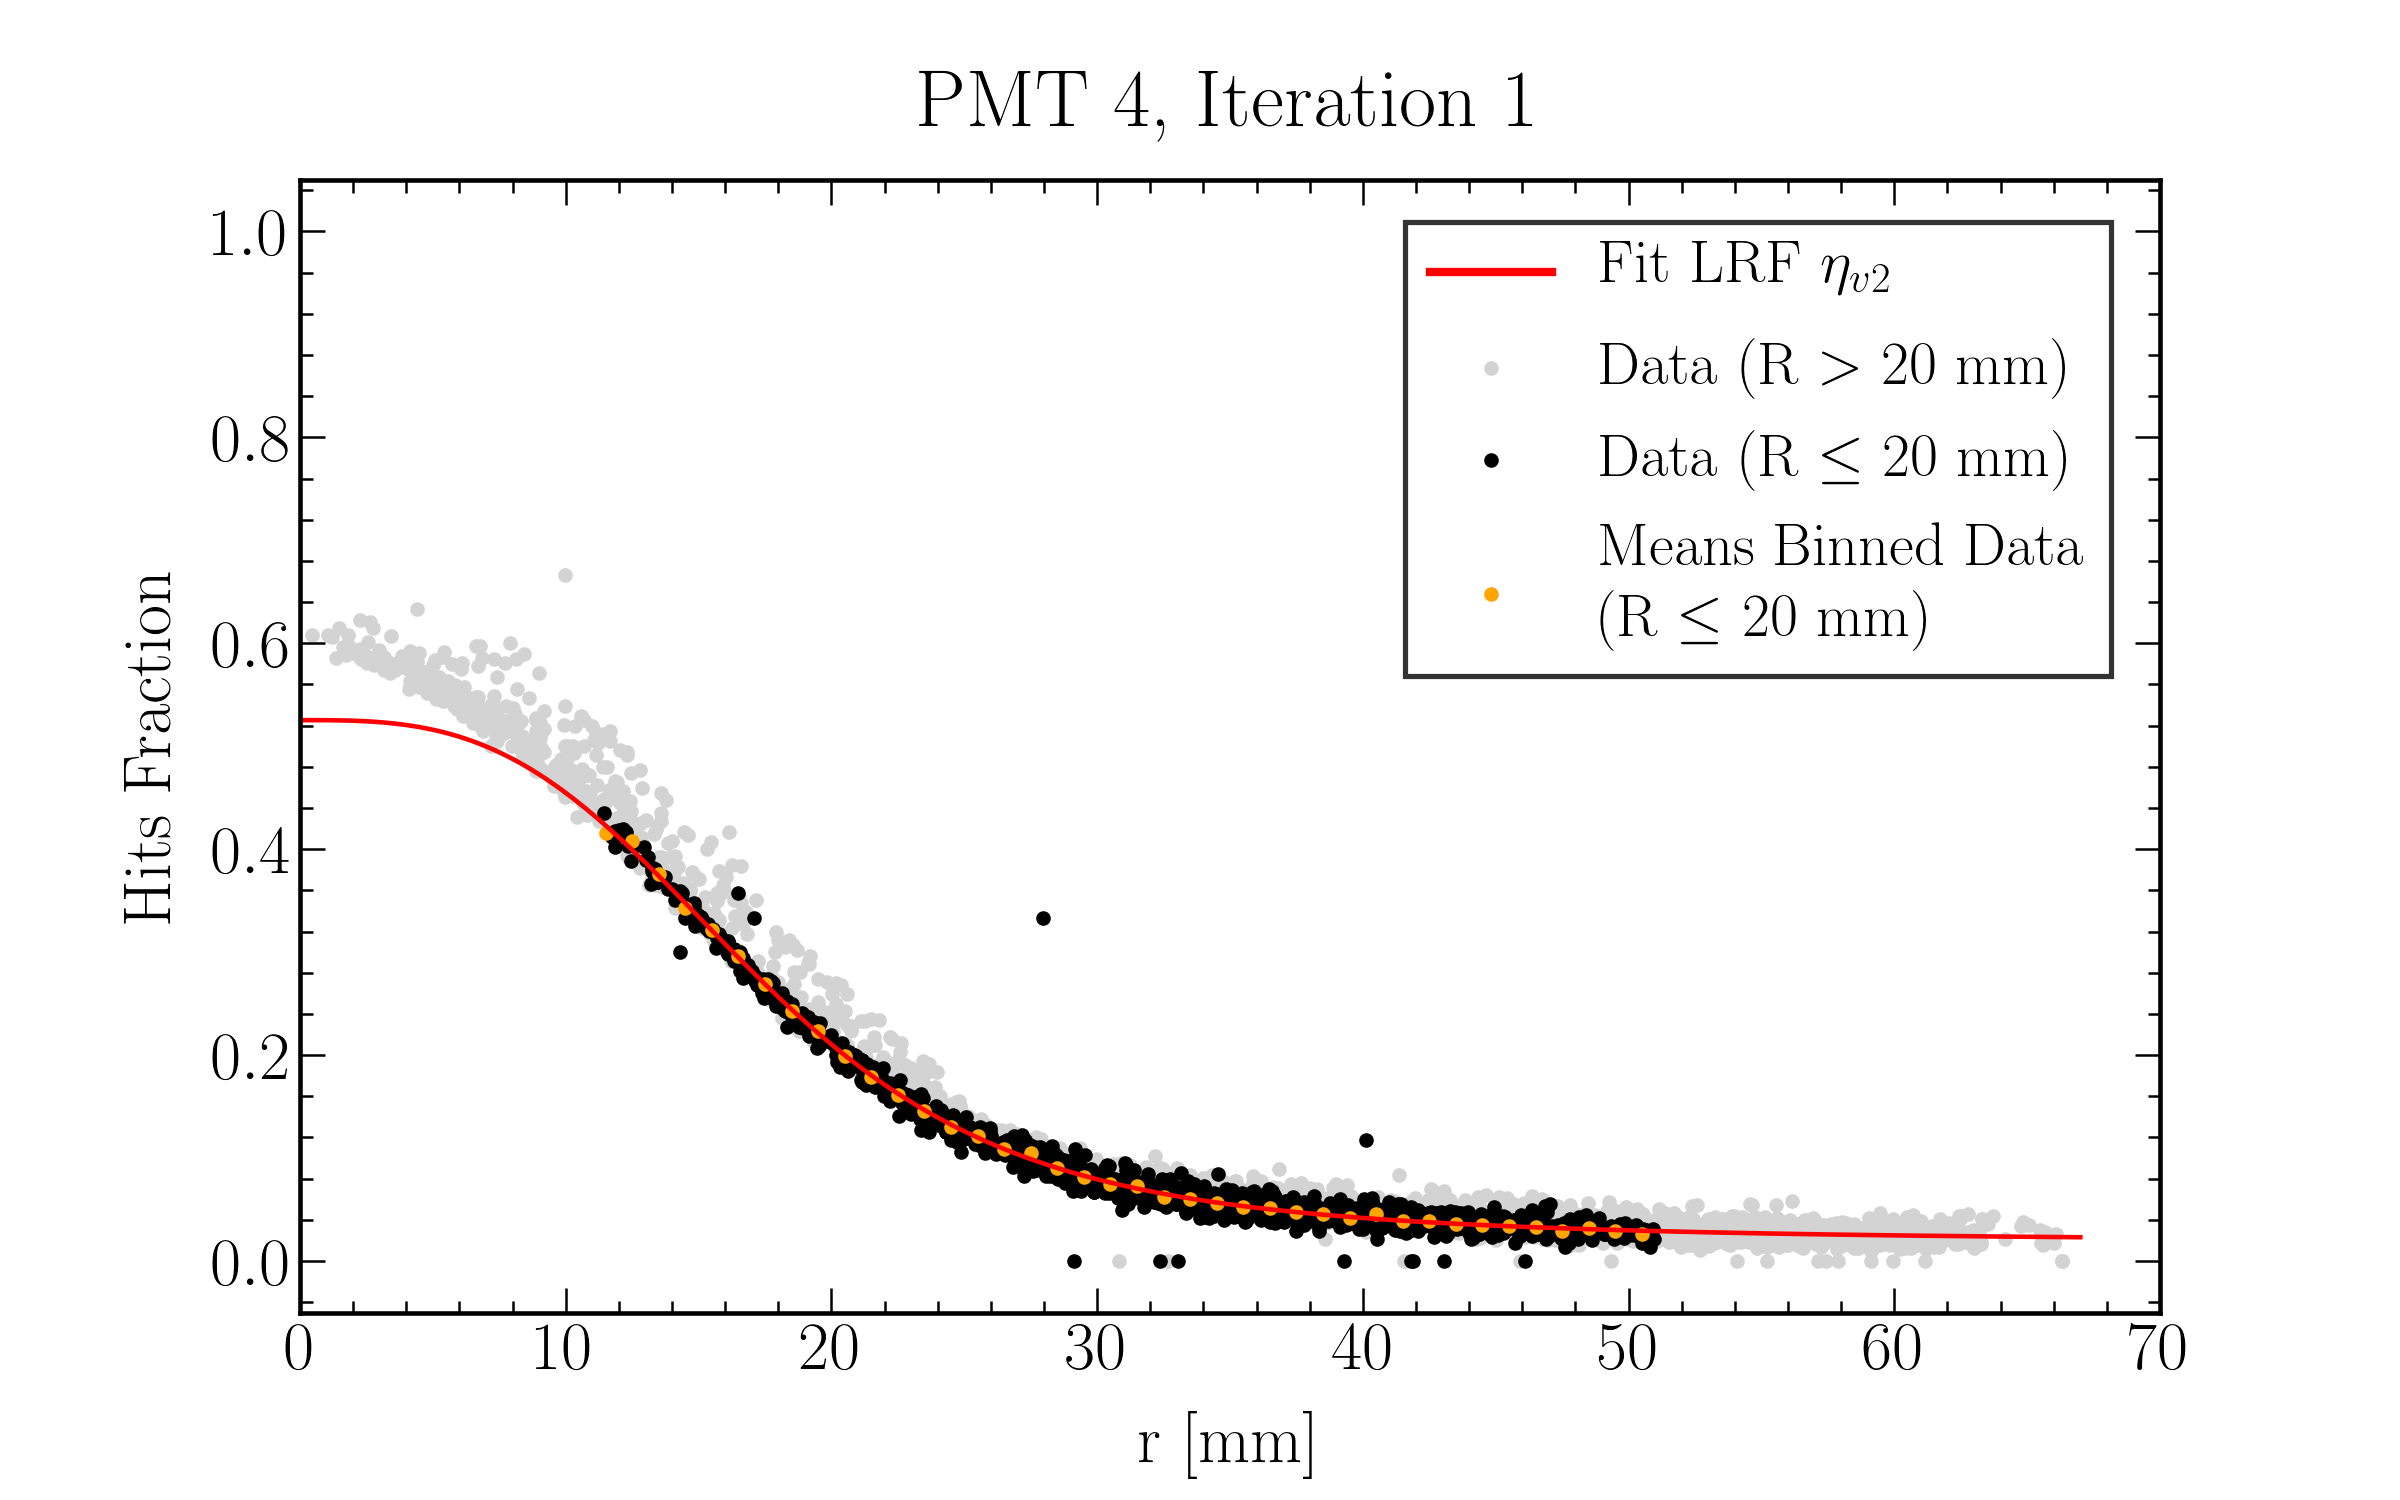 PMT 4, Iteration 1
Fit LRF η_{v2}
Data (R > 20 mm)
Data (R ≤ 20 mm)
Means Binned Data
(R ≤ 20 mm)
Hits Fraction
1.0
0.8
0.6
0.4
0.2
0.0
0 10 20 30 40 50 60 70
r [mm]